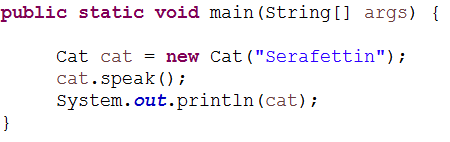 public static void main(String[] args) {
Cat cat = new Cat("Serafettin");
cat.speak();
System.out.println(cat);
}